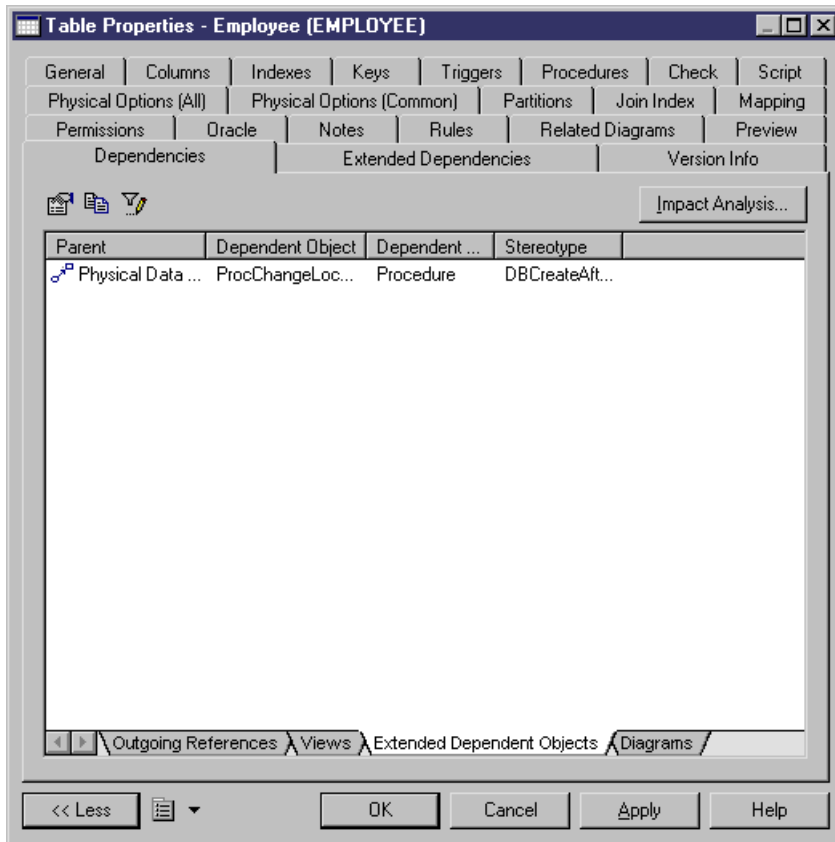 Table Properties - Employee (EMPLOYEE)
General Columns Indexes Keys Triggers Procedures Check Script
Physical Options (All) Physical Options (Common) Partitions Join Index Mapping
Permissions Oracle Notes Rules Related Diagrams Preview
Dependencies Extended Dependencies Version Info
Impact Analysis...
Parent Dependent Object Dependent ... Stereotype
Physical Data ... ProcChangeLoc... Procedure DBCreateAft...
Outgoing References Views Extended Dependent Objects Diagrams
<< Less OK Cancel Apply Help